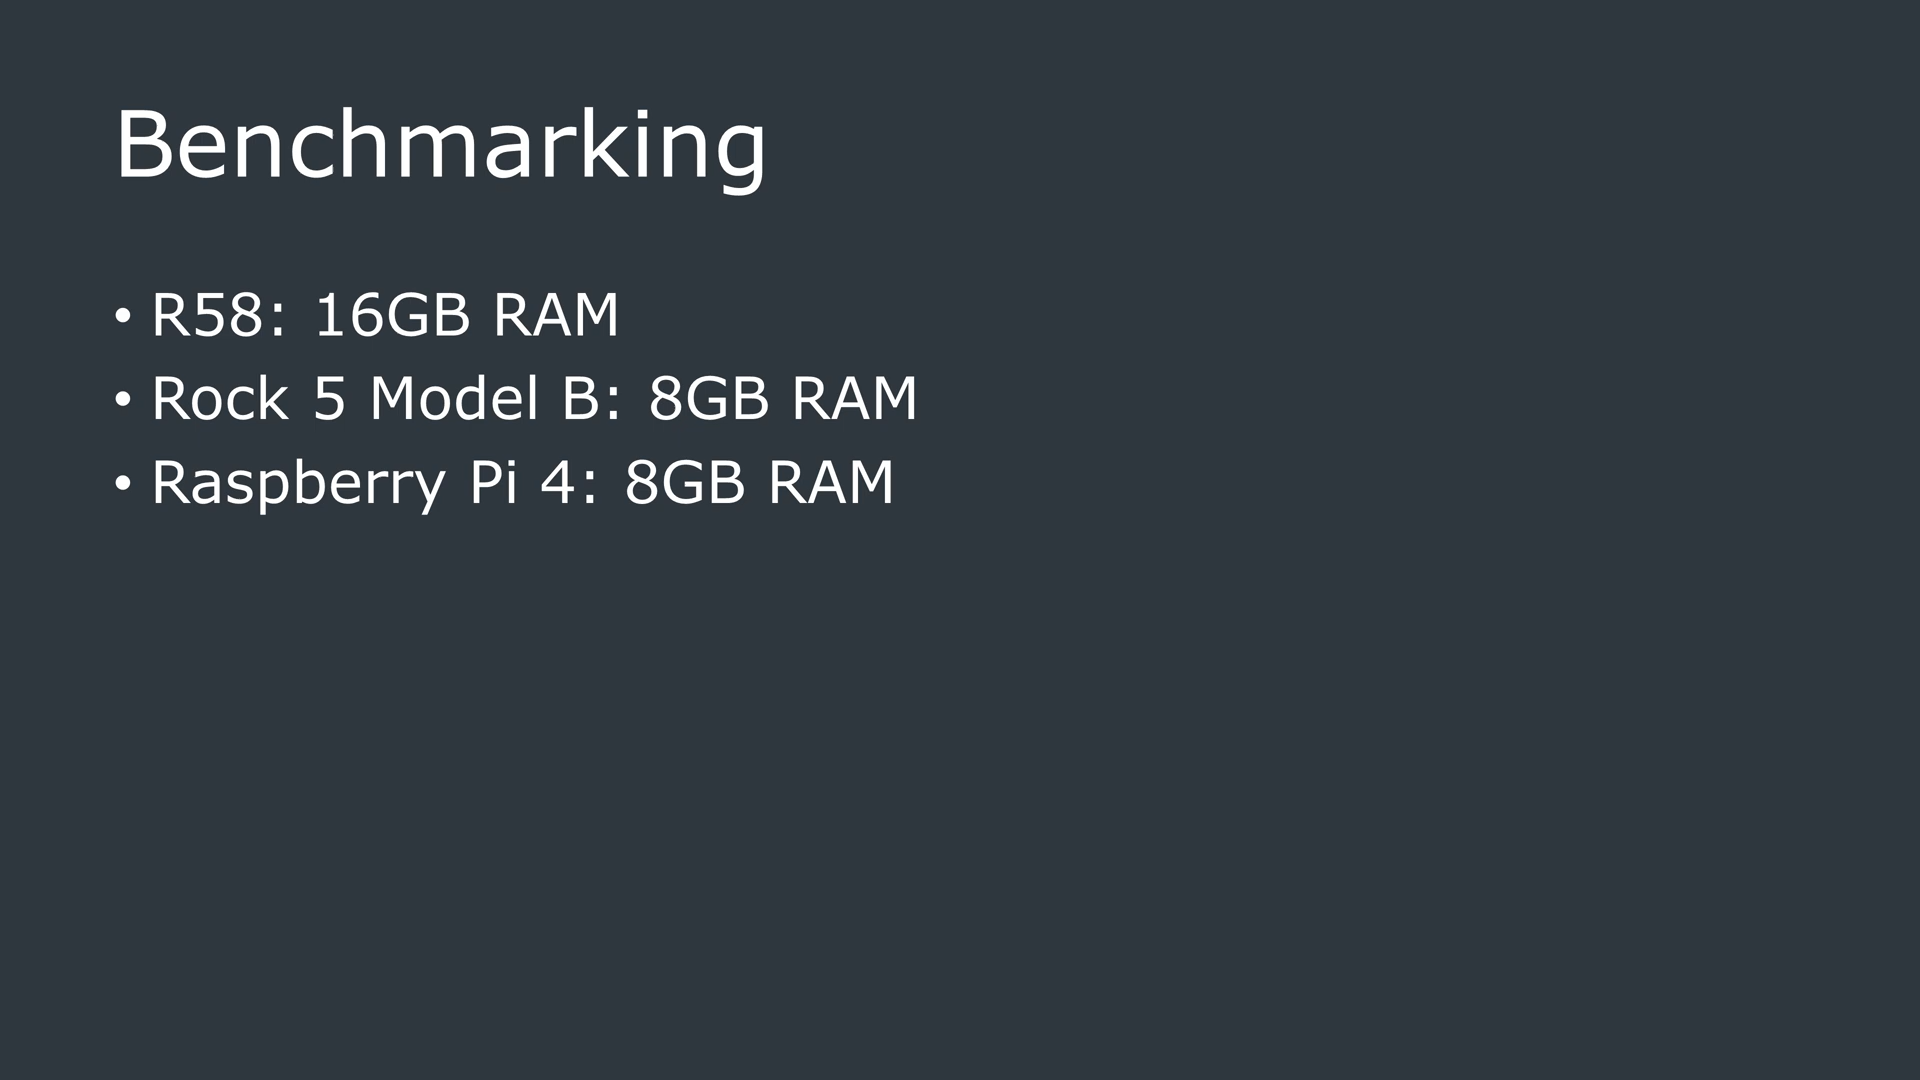 Benchmarking
• R58: 16GB RAM
• Rock 5 Model B: 8GB RAM
• Raspberry Pi 4: 8GB RAM